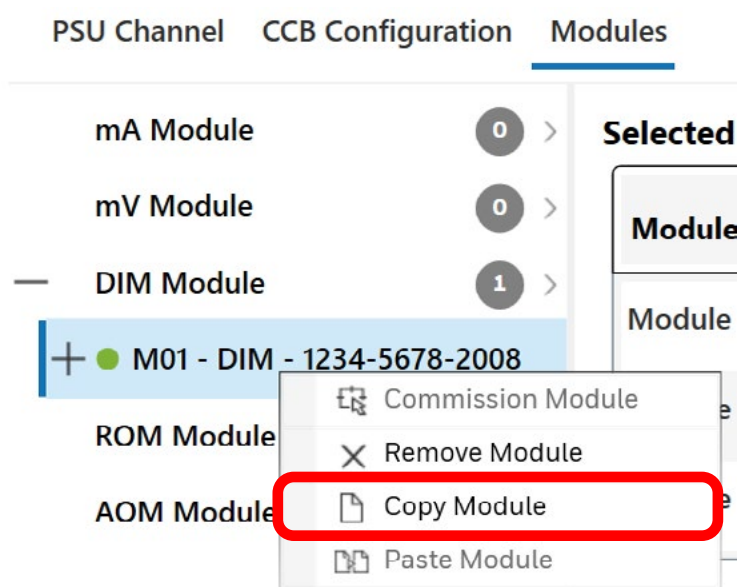 PSU Channel CCB Configuration Modules
mA Module 0
mV Module 0
DIM Module 1
M01 - DIM - 1234-5678-2008
ROM Module
AOM Module
Commission Module
Remove Module
Copy Module
Paste Module
Selected
Module
Module
e
e